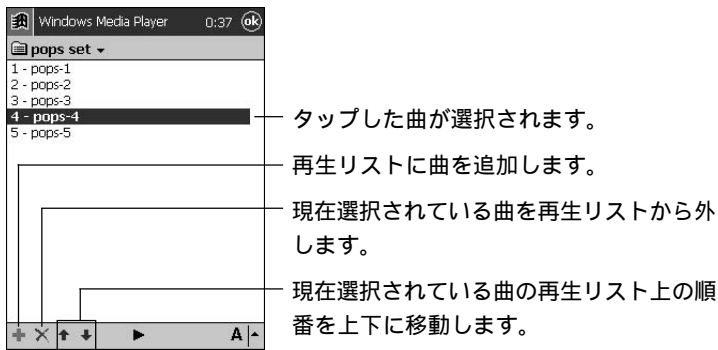 Windows Media Player 0:37 ok
pops set
1 - pops-1
2 - pops-2
3 - pops-3
4 - pops-4
5 - pops-5
タップした曲が選択されます。
再生リストに曲を追加します。
現在選択されている曲を再生リストから外
します。
現在選択されている曲の再生リスト上の順
番を上下に移動します。
A